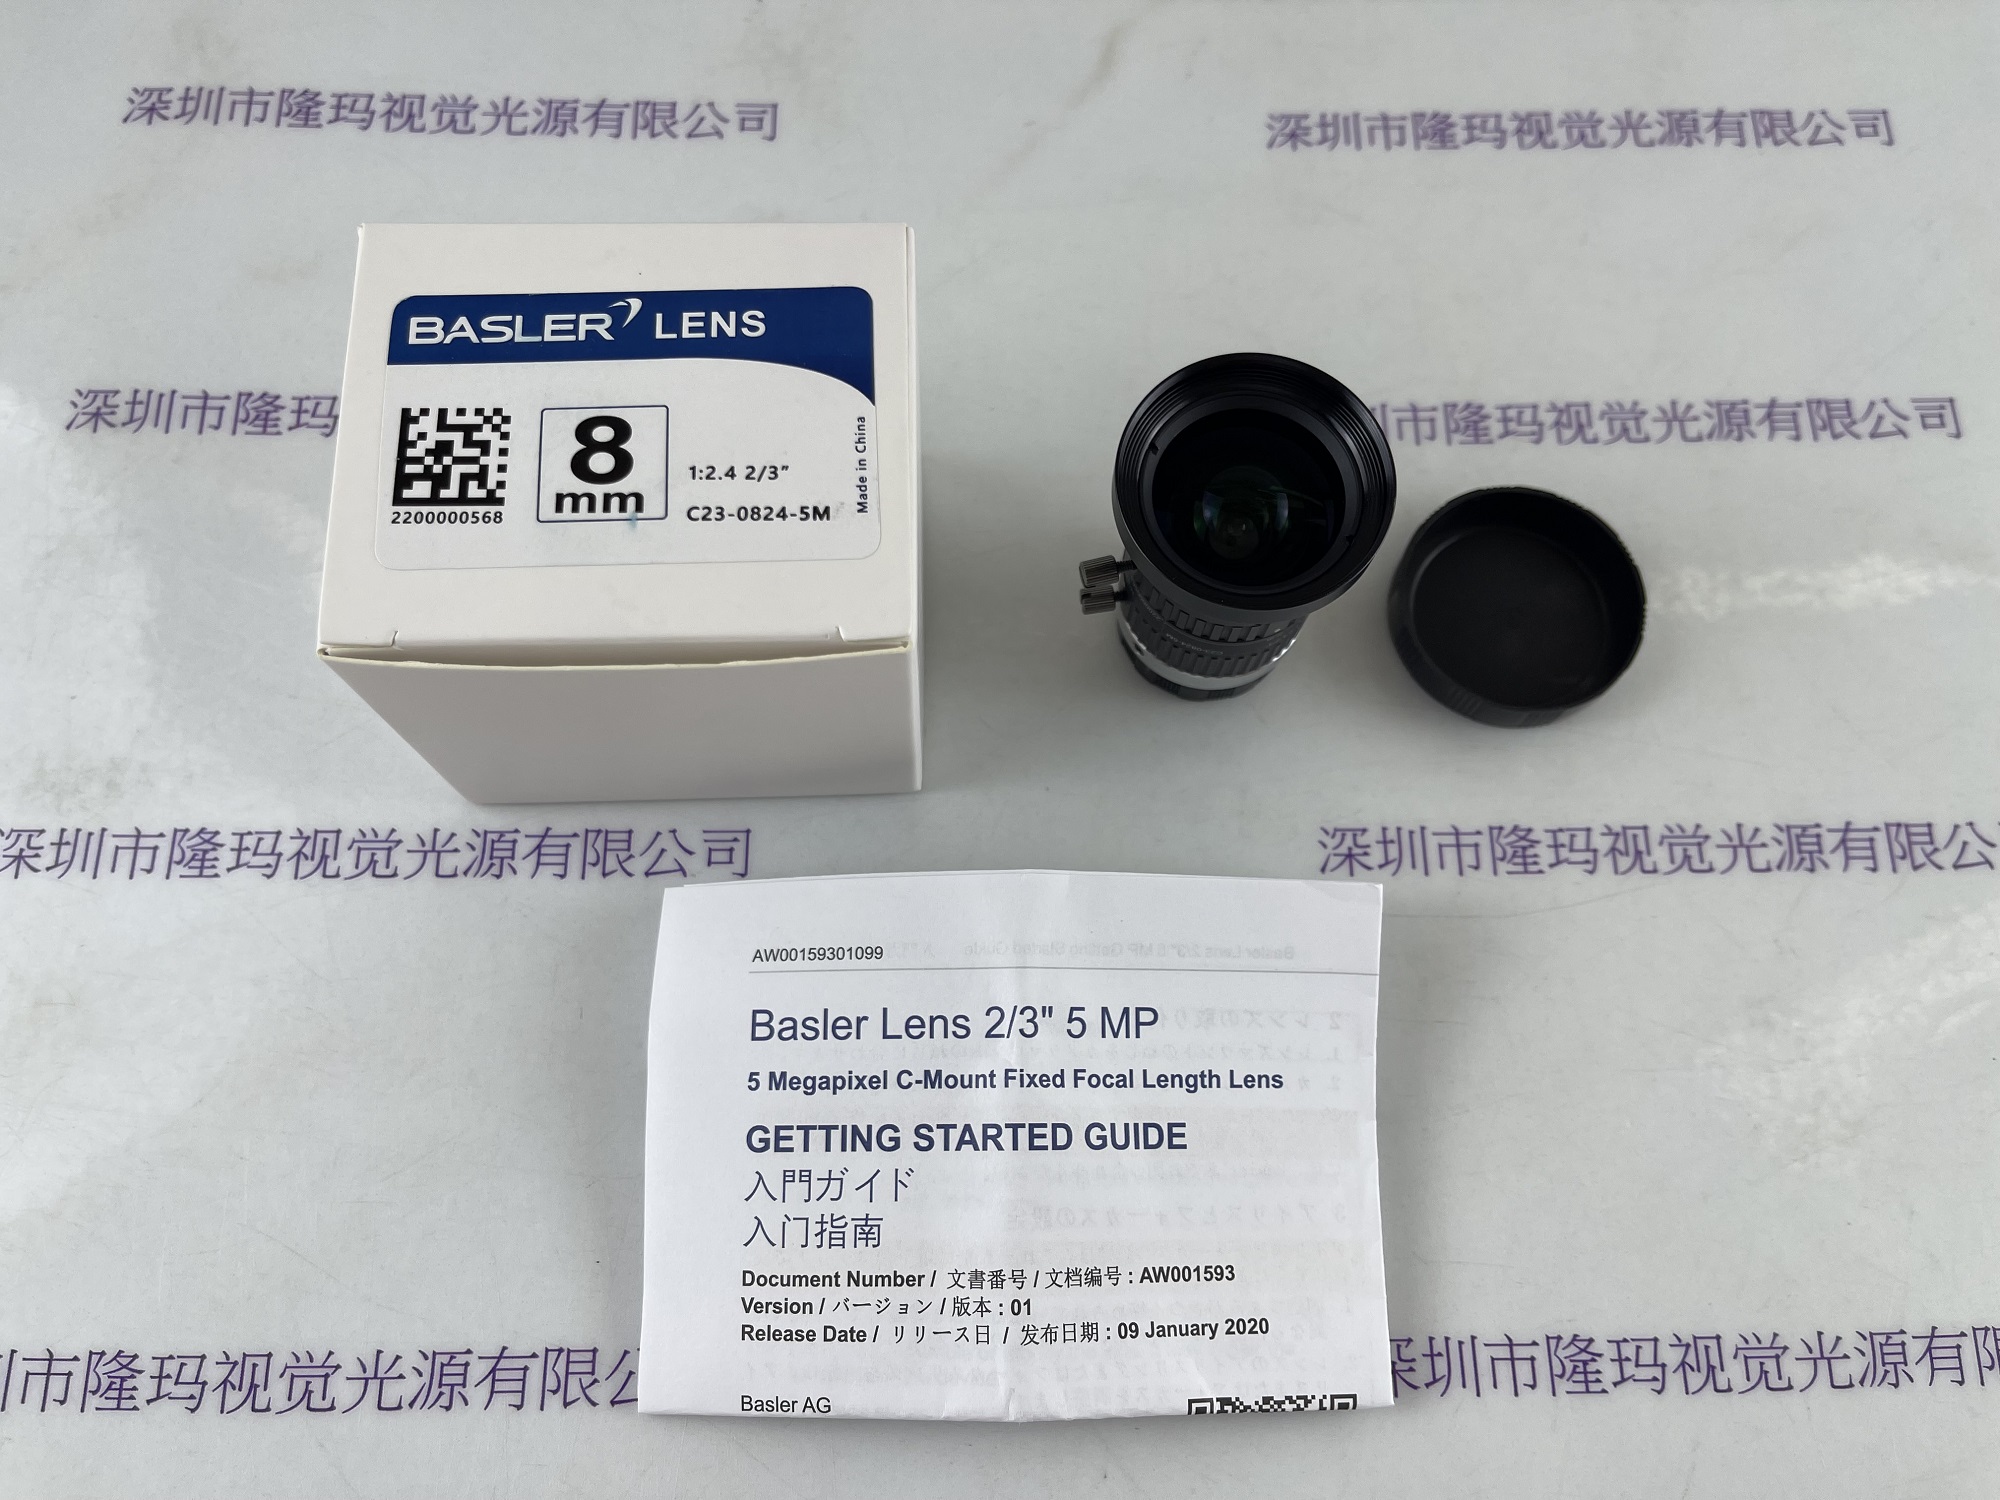 深圳市隆玛视觉光源有限公司
深圳市隆玛视觉光源有限公司
BASLER LENS
2200000568
8
mm
1:2.4 2/3"
C23-0824-5M
Made in China
深圳市隆玛
圳市隆玛视觉光源有限公司
深圳市隆玛视觉光源有限公司
深圳市隆玛视觉光源有限公
AW00159301099
Basler Lens 2/3" 5 MP
5 Megapixel C-Mount Fixed Focal Length Lens
GETTING STARTED GUIDE
入門ガイド
入门指南
Document Number / 文書番号 / 文档编号 : AW001593
Version / バージョン / 版本 : 01
Release Date / リリース日 / 发布日期 : 09 January 2020
Basler AG
圳市隆玛视觉光源有限公
深圳市隆玛视觉光源有限